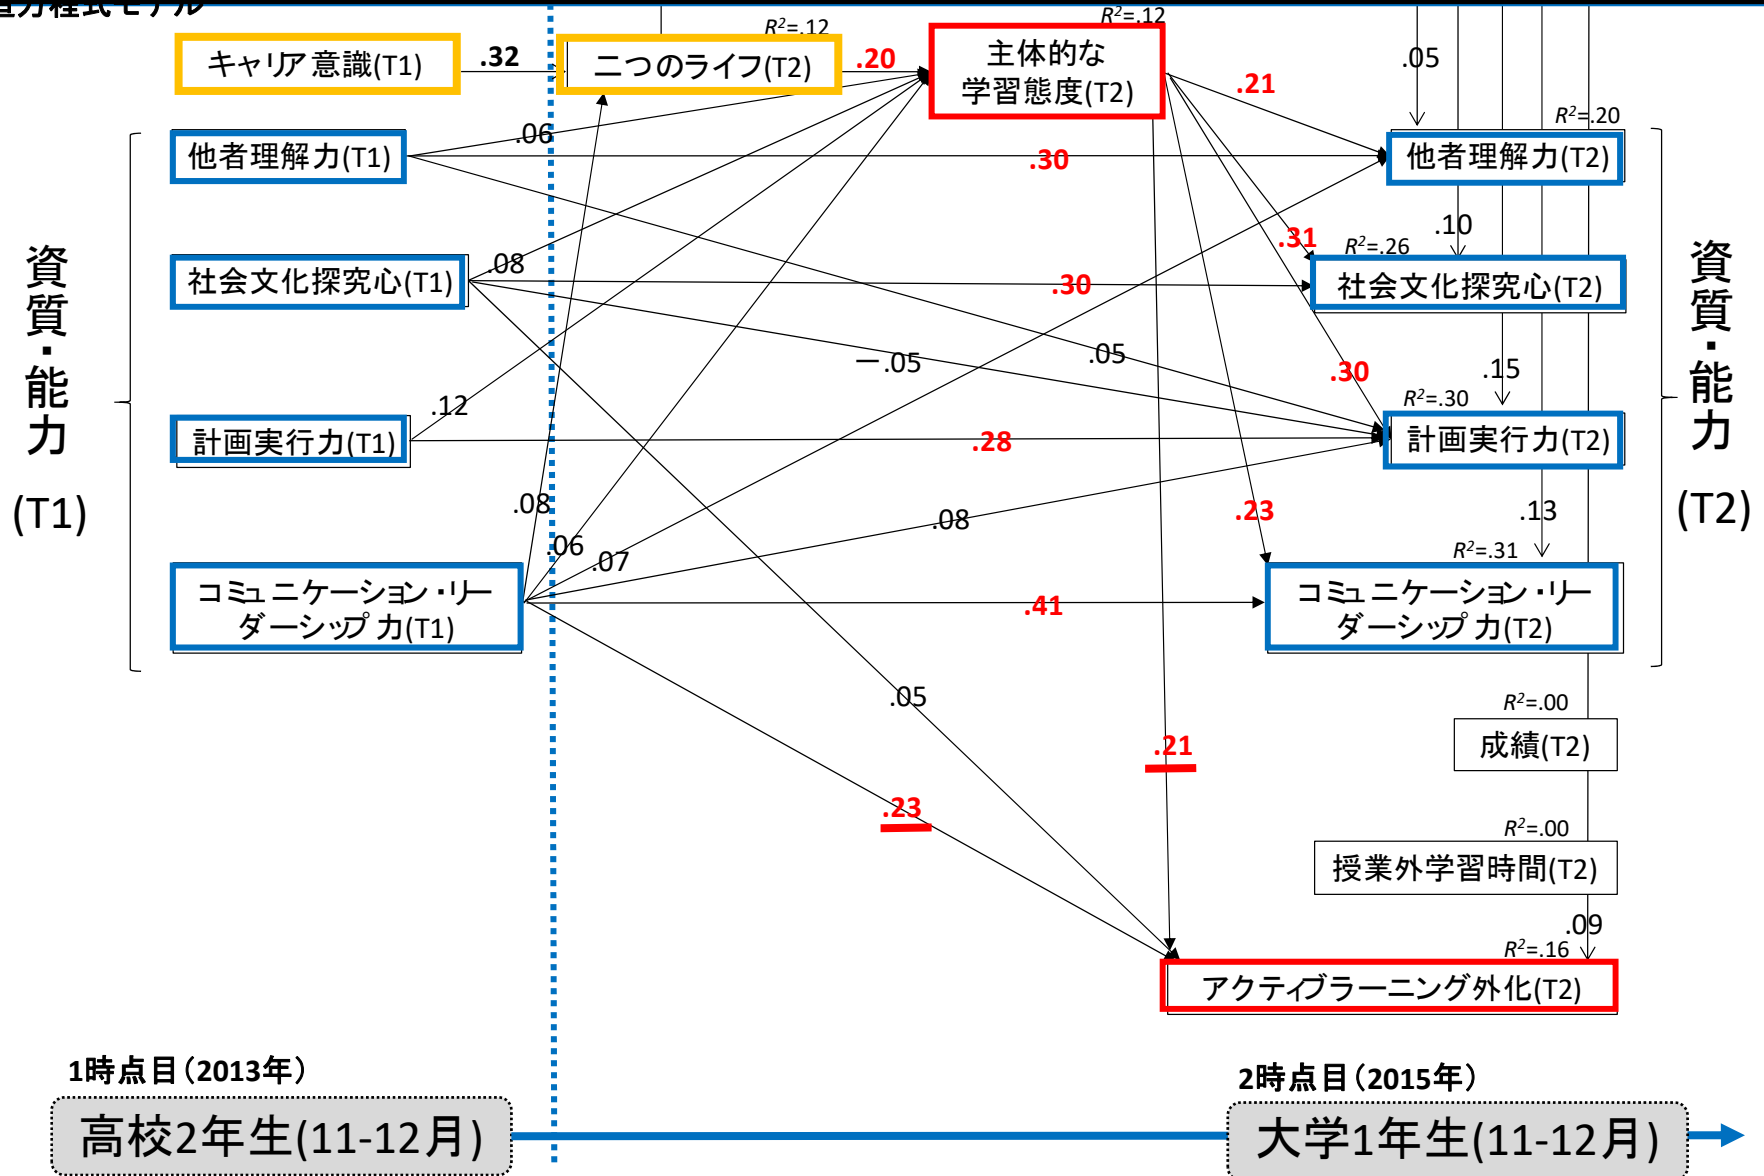 R²=.12
R²=.12
キャリア意識(T1)
.32
二つのライフ(T2)
.20
主体的な
学習態度(T2)
.21
.05
R²=.20
他者理解力(T1)
.06
.30
他者理解力(T2)
.10
.31
R²=.26
社会文化探究心(T1)
.08
.30
社会文化探究心(T2)
資質・能力
(T1)
資質・能力
(T2)
－.05
.05
.30
.15
R²=.30
.12
計画実行力(T1)
.28
計画実行力(T2)
.08
.08
.23
.13
.06
.07
R²=.31
コミュニケーション・リー
ダーシップ力(T1)
.41
コミュニケーション・リー
ダーシップ力(T2)
.05
R²=.00
成績(T2)
.21
.23
R²=.00
授業外学習時間(T2)
.09
R²=.16
アクティブラーニング外化(T2)
1時点目（2013年）
2時点目（2015年）
高校2年生(11-12月)
大学1年生(11-12月)